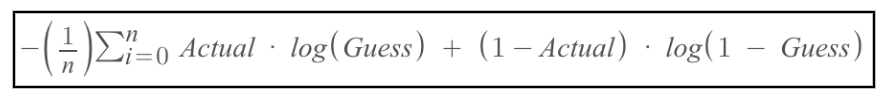 −(1/n)∑ⁿᵢ₌₀ Actual · log(Guess) + (1 − Actual) · log(1 − Guess)